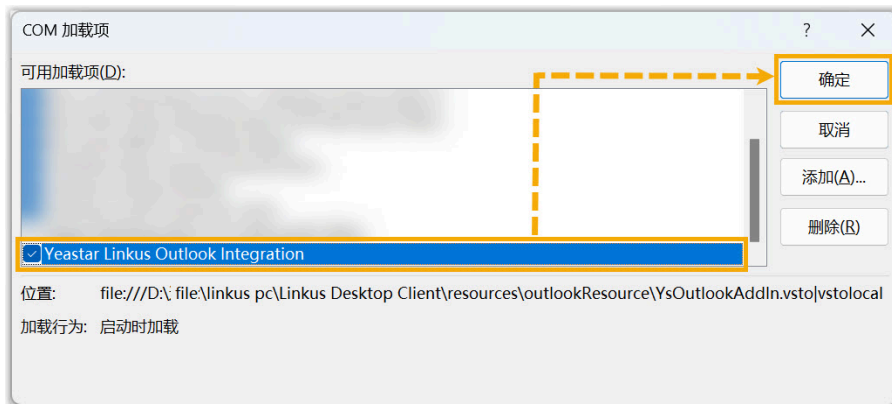 COM 加载项
? ×
可用加载项(D):
确定
取消
添加(A)...
删除(R)
Yeastar Linkus Outlook Integration
位置: file:///D:\ file:\linkus pc\Linkus Desktop Client\resources\outlookResource\YsOutlookAddIn.vsto|vstolocal
加载行为: 启动时加载